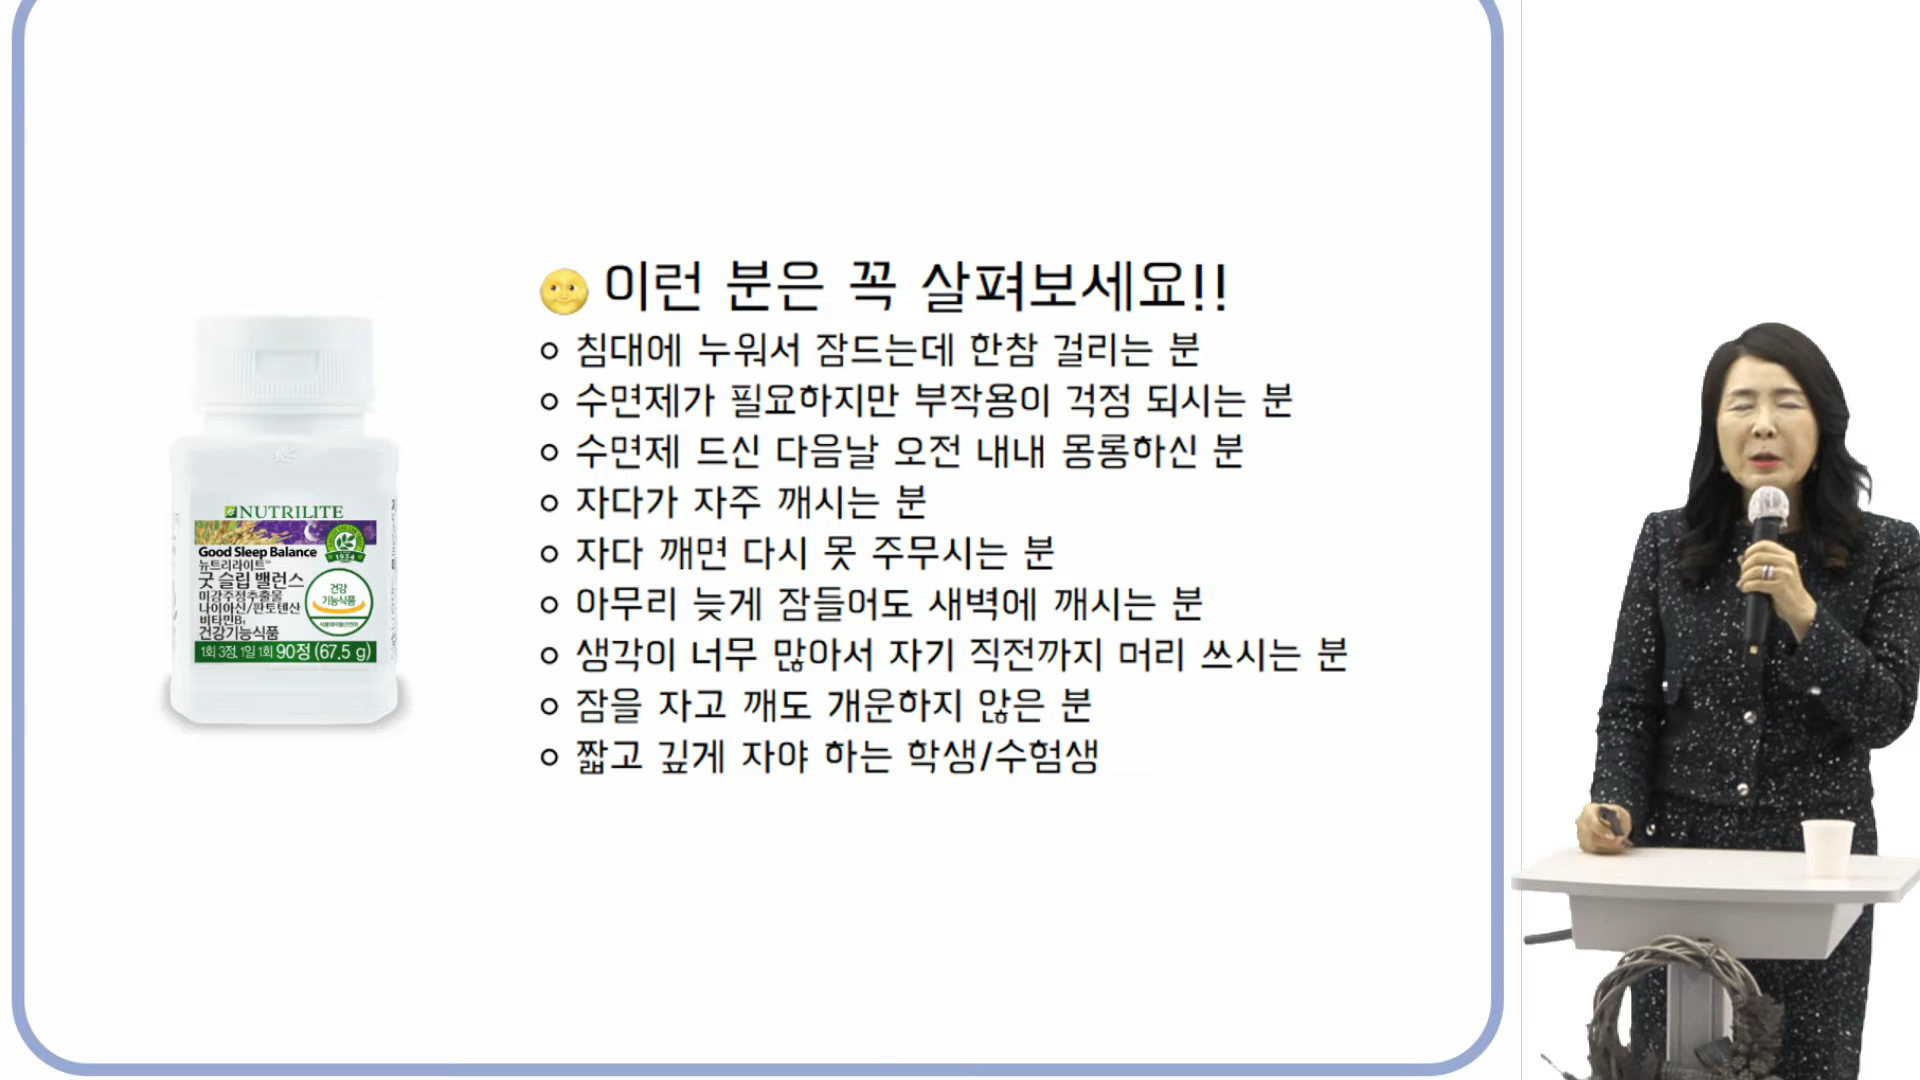 이런 분은 꼭 살펴보세요!!
침대에 누워서 잠드는데 한참 걸리는 분
수면제가 필요하지만 부작용이 걱정 되시는 분
수면제 드신 다음날 오전 내내 몽롱하신 분
자다가 자주 깨시는 분
자다 깨면 다시 못 주무시는 분
아무리 늦게 잠들어도 새벽에 깨시는 분
생각이 너무 많아서 자기 직전까지 머리 쓰시는 분
잠을 자고 깨도 개운하지 않은 분
짧고 깊게 자야 하는 학생/수험생
NUTRILITE
Good Sleep Balance
뉴트리라이트™
굿 슬립 밸런스
미강주정추출물
나이아신/판토텐산
비타민B₁
건강기능식품
건강
기능식품
1934
1회 3정, 1일 1회 90정 (67.5 g)